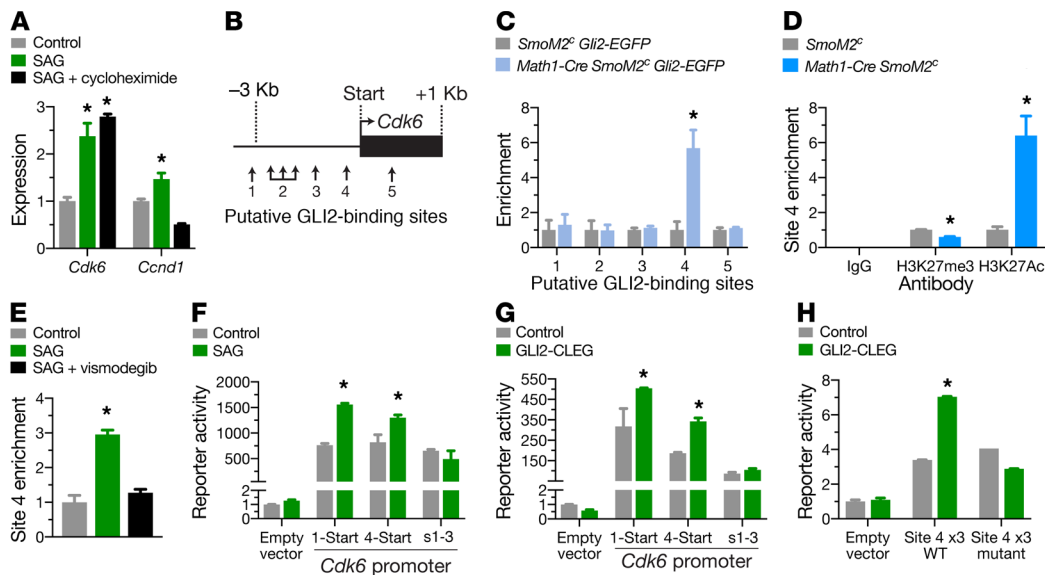 A
Control
SAG
SAG + cycloheximide
Expression
3
2
1
0
*
*
*
Cdk6
Ccnd1
B
–3 Kb
Start
+1 Kb
Cdk6
1
2
3
4
5
Putative GLI2-binding sites
C
SmoM2ᶜ Gli2-EGFP
Math1-Cre SmoM2ᶜ Gli2-EGFP
Enrichment
8
6
4
2
0
*
1
2
3
4
5
Putative GLI2-binding sites
D
SmoM2ᶜ
Math1-Cre SmoM2ᶜ
Site 4 enrichment
8
6
4
2
0
*
*
IgG
H3K27me3
H3K27Ac
Antibody
E
Control
SAG
SAG + vismodegib
Site 4 enrichment
4
3
2
1
0
*
F
Control
SAG
Reporter activity
2000
1500
1000
500
2
1
0
*
*
Empty
vector
1-Start
4-Start
s1-3
Cdk6 promoter
G
Control
GLI2-CLEG
Reporter activity
550
450
350
250
150
50
2
1
0
*
*
Empty
vector
1-Start
4-Start
s1-3
Cdk6 promoter
H
Control
GLI2-CLEG
Reporter activity
8
6
4
2
0
*
Empty
vector
Site 4 x3
WT
Site 4 x3
mutant